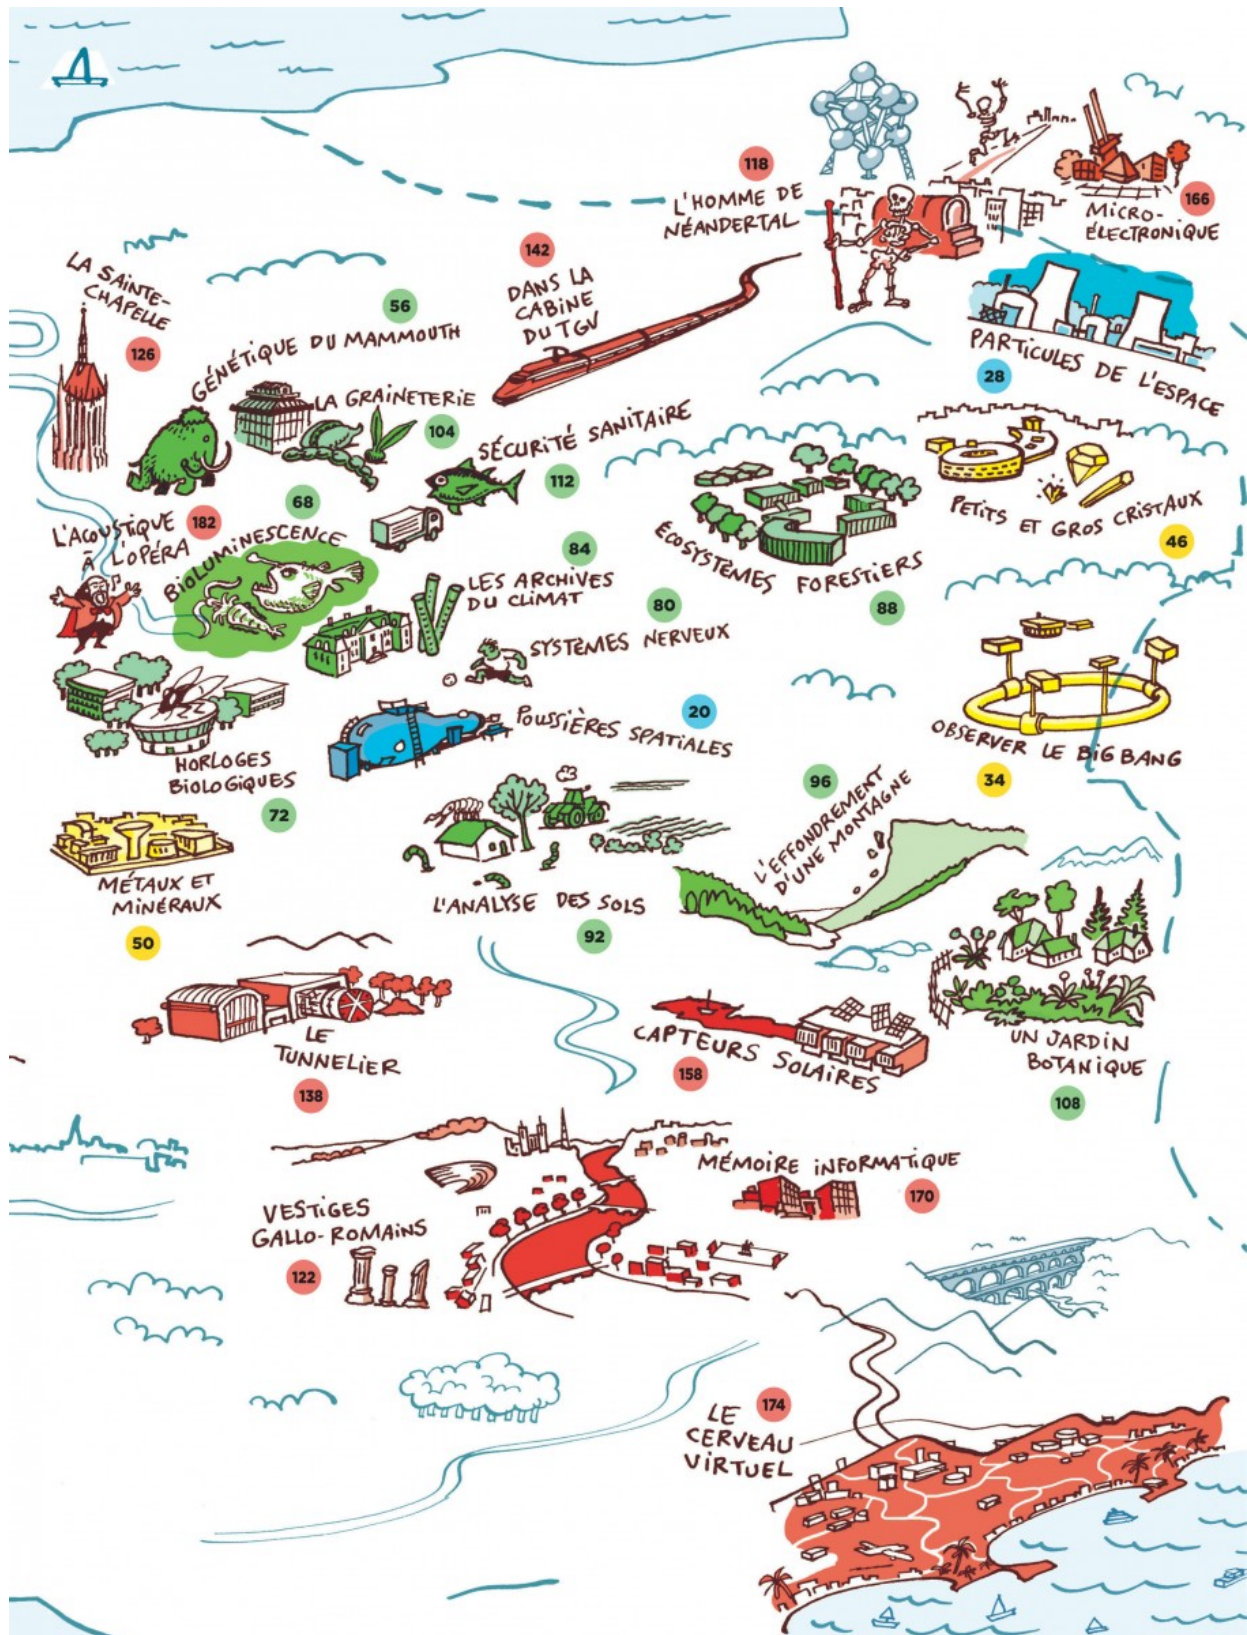 118
L'HOMME DE
NÉANDERTAL
166
MICRO-
ÉLECTRONIQUE
142
DANS LA
CABINE
DU TGV
LA SAINTE-
CHAPELLE
126
56
GÉNÉTIQUE DU MAMMOUTH
LA GRAINETERIE
104
PARTICULES DE L'ESPACE
28
SÉCURITÉ SANITAIRE
112
PETITS ET GROS CRISTAUX
46
L'ACOUSTIQUE
À L'OPÉRA
182
68
BIOLUMINESCENCE
84
LES ARCHIVES
DU CLIMAT
ÉCOSYSTÈMES FORESTIERS
88
80
SYSTÈMES NERVEUX
POUSSIÈRES SPATIALES
20
OBSERVER LE BIG BANG
34
HORLOGES
BIOLOGIQUES
72
96
L'EFFONDREMENT
D'UNE MONTAGNE
MÉTAUX ET
MINÉRAUX
50
L'ANALYSE DES SOLS
92
LE
TUNNELIER
138
CAPTEURS SOLAIRES
158
UN JARDIN
BOTANIQUE
108
MÉMOIRE INFORMATIQUE
170
VESTIGES
GALLO-ROMAINS
122
174
LE
CERVEAU
VIRTUEL